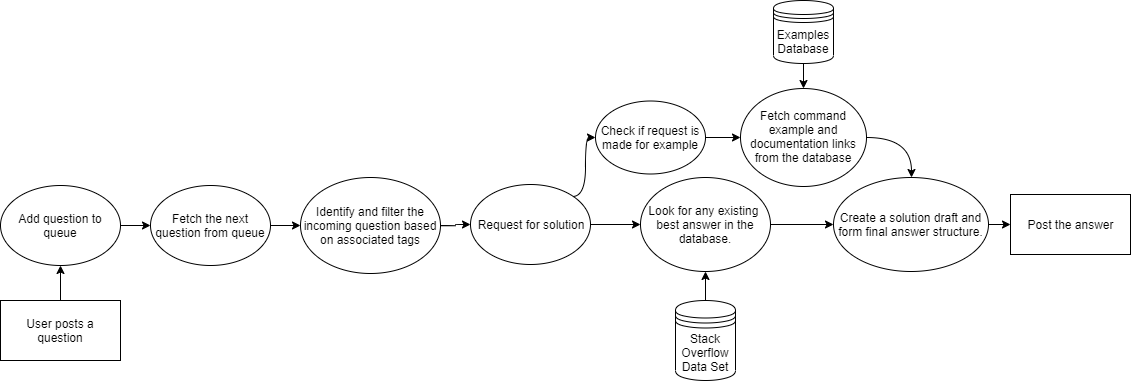 Examples
Database
Check if request is
made for example
Fetch command
example and
documentation links
from the database
Add question to
queue
Fetch the next
question from queue
Identify and filter the
incoming question based
on associated tags
Request for solution
Look for any existing
best answer in the
database.
Create a solution draft and
form final answer structure.
Post the answer
User posts a
question
Stack
Overflow
Data Set